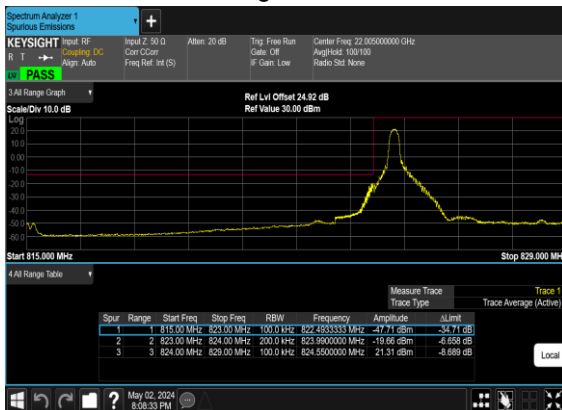 Spectrum Analyzer 1
Spurious Emissions
KEYSIGHT Input: RF Input Z: 50 Ω Atten: 20 dB Trig: Free Run Center Freq: 22.005000000 GHz
R T Coupling: DC Corr CCorr Gate: Off Avg|Hold: 100/100
Align: Auto Freq Ref: Int (S) IF Gain: Low Radio Std: None
PASS
3 All Range Graph
Ref Lvl Offset 24.92 dB
Scale/Div 10.0 dB Ref Value 30.00 dBm
Log
20.0
10.0
0.00
-10.0
-20.0
-30.0
-40.0
-50.0
-60.0
Start 815.000 MHz Stop 829.000 MH
4 All Range Table
Measure Trace Trace 1
Trace Type Trace Average (Active)
Spur Range Start Freq Stop Freq RBW Frequency Amplitude ΔLimit
1 1 815.00 MHz 823.00 MHz 100.0 kHz 822.4933333 MHz -47.71 dBm -34.71 dB
2 2 823.00 MHz 824.00 MHz 200.0 kHz 823.9900000 MHz -19.66 dBm -6.658 dB
3 3 824.00 MHz 829.00 MHz 100.0 kHz 824.5500000 MHz 21.31 dBm -8.689 dB
Local
? May 02, 2024
8:08:33 PM